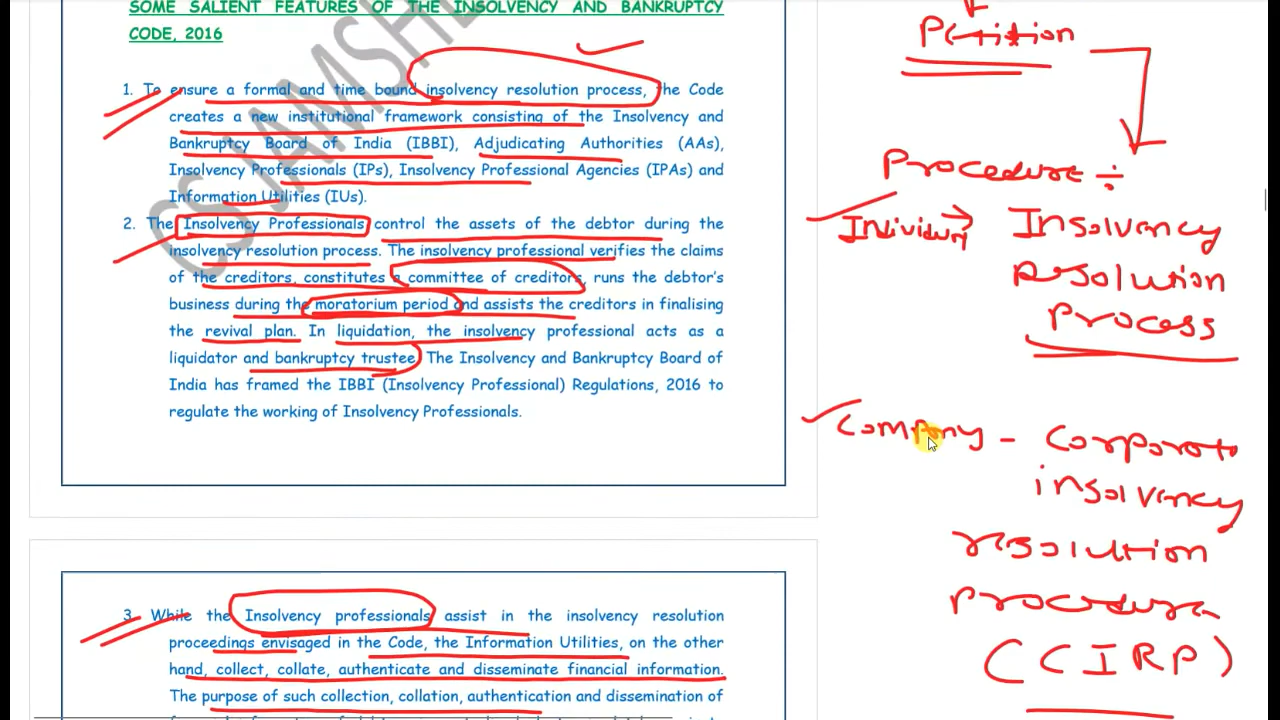 SOME SALIENT FEATURES OF THE INSOLVENCY AND BANKRUPTCY
CODE, 2016
1. To ensure a formal and time bound insolvency resolution process, the Code
creates a new institutional framework consisting of the Insolvency and
Bankruptcy Board of India (IBBI), Adjudicating Authorities (AAs),
Insolvency Professionals (IPs), Insolvency Professional Agencies (IPAs) and
Information Utilities (IUs).
2. The Insolvency Professionals control the assets of the debtor during the
insolvency resolution process. The insolvency professional verifies the claims
of the creditors, constitutes a committee of creditors, runs the debtor's
business during the moratorium period and assists the creditors in finalising
the revival plan. In liquidation, the insolvency professional acts as a
liquidator and bankruptcy trustee. The Insolvency and Bankruptcy Board of
India has framed the IBBI (Insolvency Professional) Regulations, 2016 to
regulate the working of Insolvency Professionals.
3. While the Insolvency professionals assist in the insolvency resolution
proceedings envisaged in the Code, the Information Utilities, on the other
hand, collect, collate, authenticate and disseminate financial information.
The purpose of such collection, collation, authentication and dissemination of
Petition
Procedure ÷
Individual → Insolvency
Resolution
Process
Company - Corporate
insolvency
resolution
procedure
(CIRP)